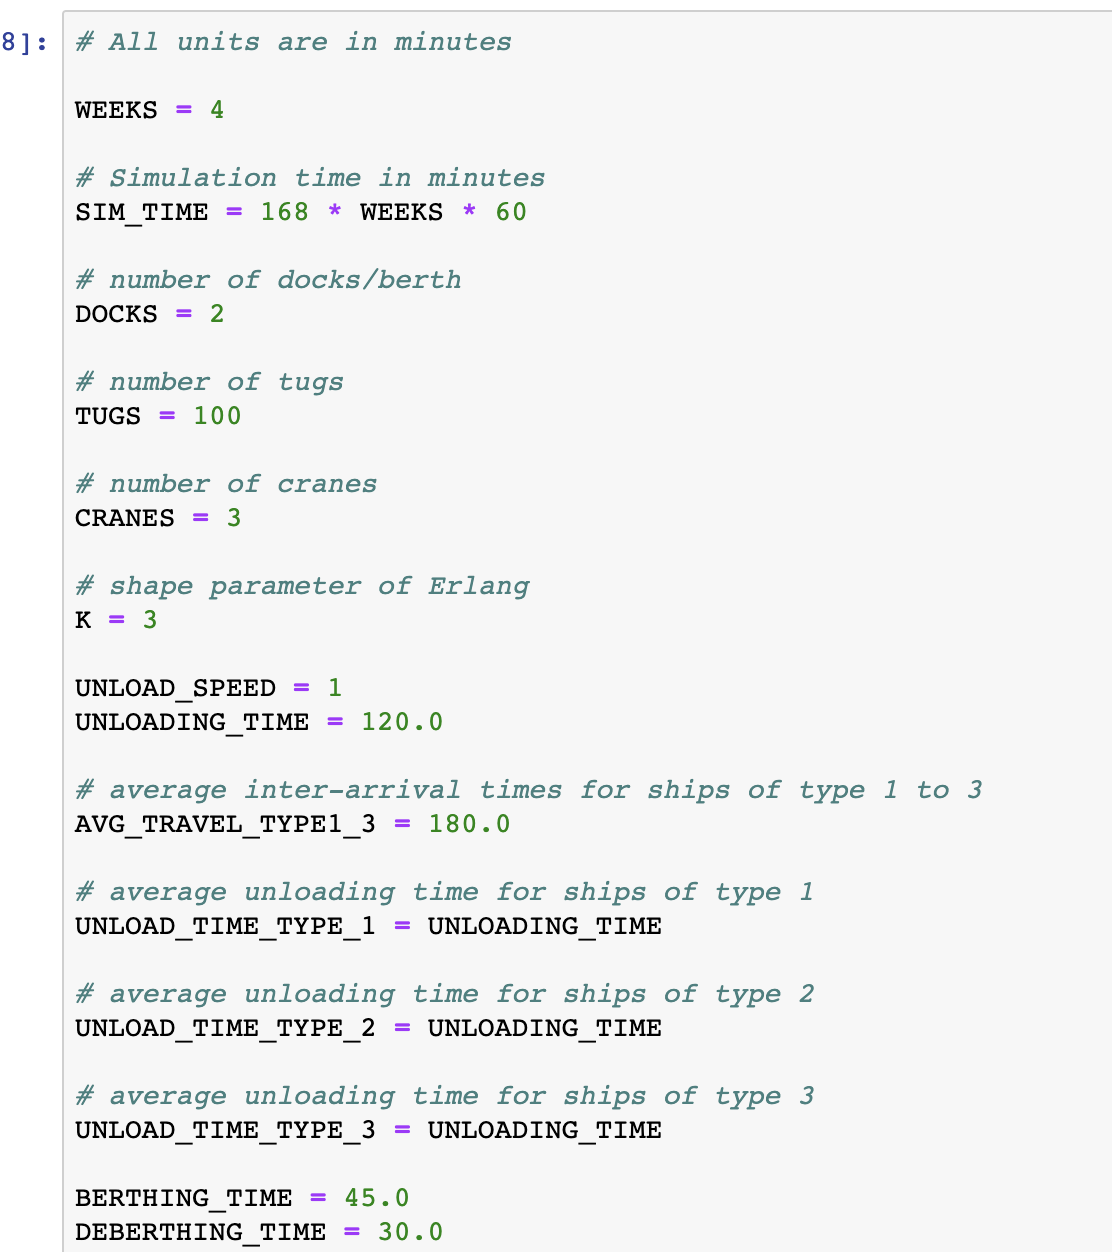 8]:
# All units are in minutes
WEEKS = 4
# Simulation time in minutes
SIM_TIME = 168 * WEEKS * 60
# number of docks/berth
DOCKS = 2
# number of tugs
TUGS = 100
# number of cranes
CRANES = 3
# shape parameter of Erlang
K = 3
UNLOAD_SPEED = 1
UNLOADING_TIME = 120.0
# average inter-arrival times for ships of type 1 to 3
AVG_TRAVEL_TYPE1_3 = 180.0
# average unloading time for ships of type 1
UNLOAD_TIME_TYPE_1 = UNLOADING_TIME
# average unloading time for ships of type 2
UNLOAD_TIME_TYPE_2 = UNLOADING_TIME
# average unloading time for ships of type 3
UNLOAD_TIME_TYPE_3 = UNLOADING_TIME
BERTHING_TIME = 45.0
DEBERTHING_TIME = 30.0